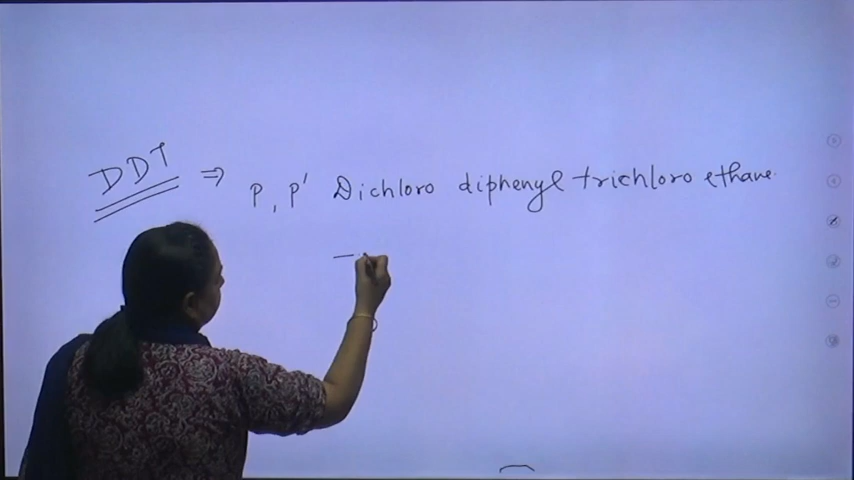 DDT ⇒ P, P' Dichloro diphenyl trichloro ethane.